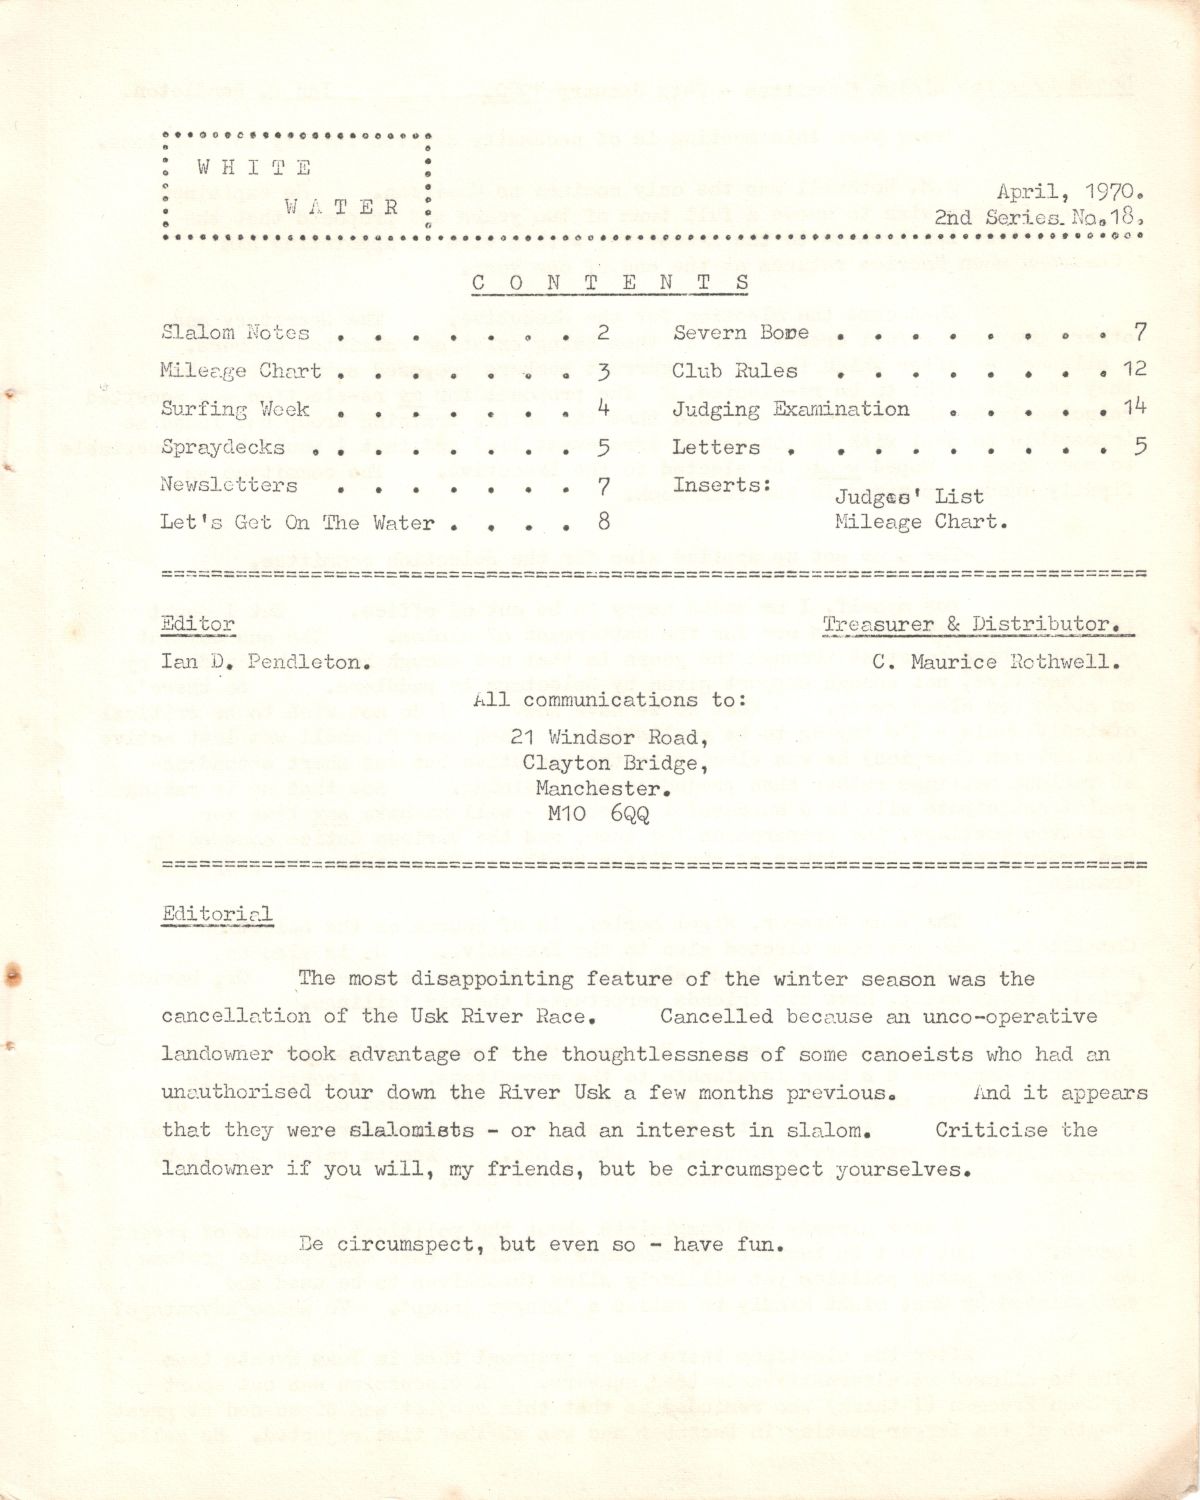 WHITE
WATER
April, 1970.
2nd Series No.18.
CONTENTS
Slalom Notes . . . . . . . 2
Mileage Chart . . . . . . . 3
Surfing Week . . . . . . . 4
Spraydecks . . . . . . . . 5
Newsletters . . . . . . . 7
Let's Get On The Water . . . . 8
Severn Bore . . . . . . . . 7
Club Rules . . . . . . . . . 12
Judging Examination . . . . . 14
Letters . . . . . . . . . . 5
Inserts: Judges' List
Mileage Chart.
Editor
Ian D. Pendleton.
Treasurer & Distributor.
C. Maurice Rothwell.
All communications to:
21 Windsor Road,
Clayton Bridge,
Manchester.
M10 6QQ
Editorial
The most disappointing feature of the winter season was the
cancellation of the Usk River Race. Cancelled because an unco-operative
landowner took advantage of the thoughtlessness of some canoeists who had an
unauthorised tour down the River Usk a few months previous. And it appears
that they were slalomists - or had an interest in slalom. Criticise the
landowner if you will, my friends, but be circumspect yourselves.
Be circumspect, but even so - have fun.